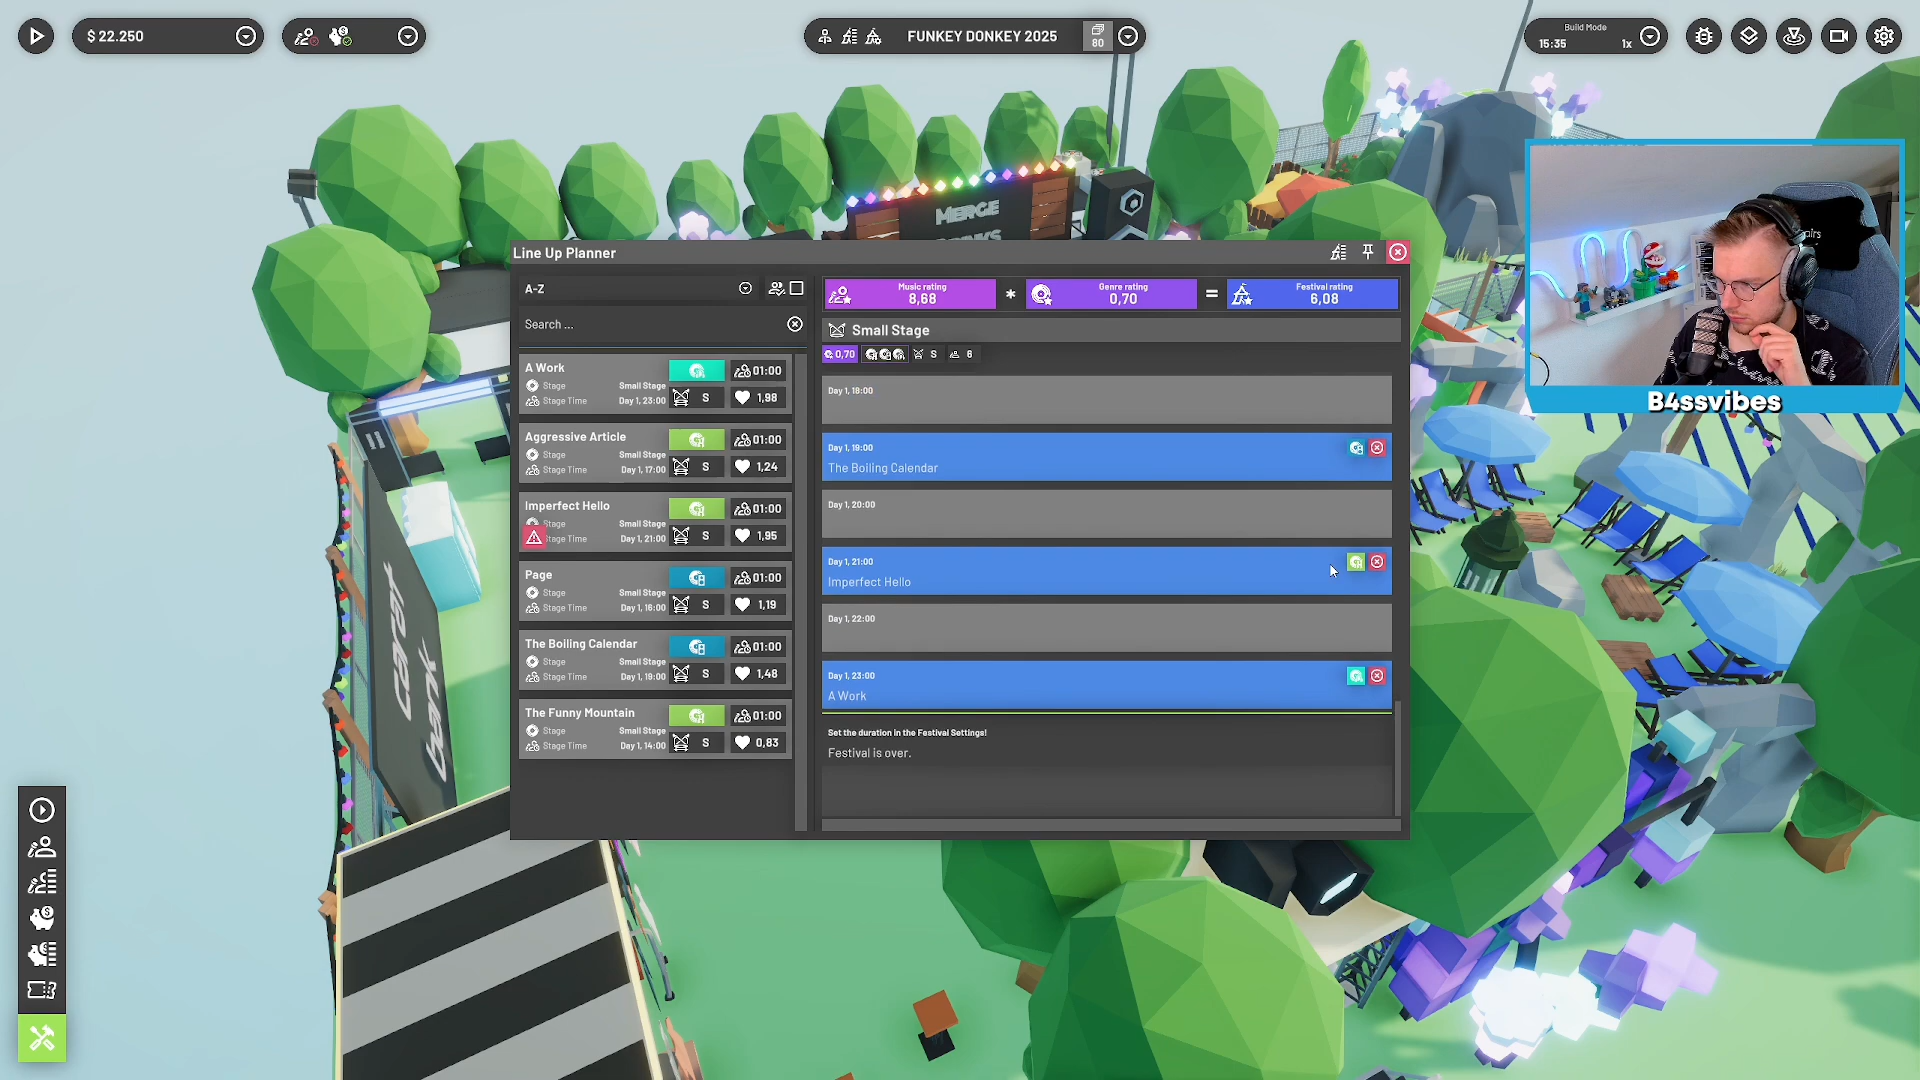 $ 22.250
FUNKEY DONKEY 2025
80
Build Mode
15:35
1x
MERGE
Line Up Planner
A-Z
Search ...
A Work
Stage Small Stage
Stage Time Day 1, 23:00
01:00
S
1,98
Aggressive Article
Stage Small Stage
Stage Time Day 1, 17:00
01:00
S
1,24
Imperfect Hello
Stage Small Stage
Stage Time Day 1, 21:00
01:00
S
1,95
Page
Stage Small Stage
Stage Time Day 1, 16:00
01:00
S
1,19
The Boiling Calendar
Stage Small Stage
Stage Time Day 1, 19:00
01:00
S
1,48
The Funny Mountain
Stage Small Stage
Stage Time Day 1, 14:00
01:00
S
0,83
Music rating
8,68
*
Genre rating
0,70
=
Festival rating
6,08
Small Stage
0,70
S
6
Day 1, 18:00
Day 1, 19:00
The Boiling Calendar
Day 1, 20:00
Day 1, 21:00
Imperfect Hello
Day 1, 22:00
Day 1, 23:00
A Work
Set the duration in the Festival Settings!
Festival is over.
B4ssvibes